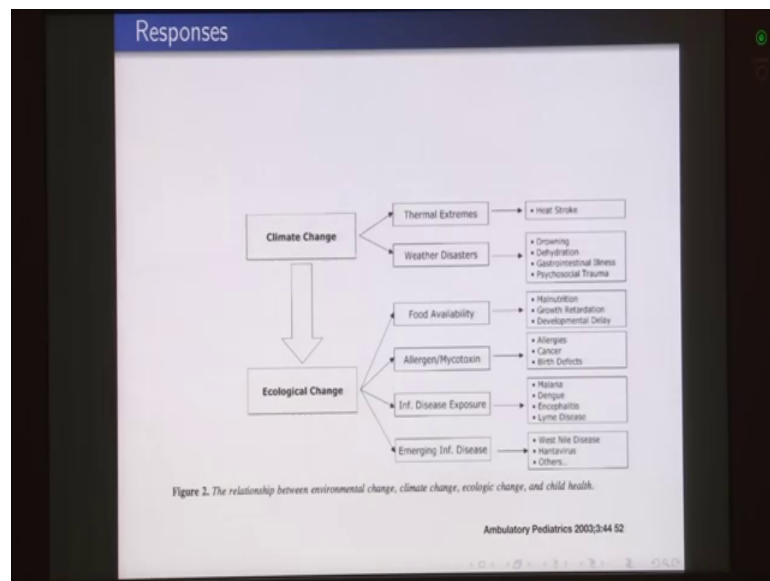 Responses
Climate Change
Thermal Extremes
• Heat Stroke
Weather Disasters
• Drowning
• Dehydration
• Gastrointestinal Illness
• Psychosocial Trauma
Ecological Change
Food Availability
• Malnutrition
• Growth Retardation
• Developmental Delay
Allergen/Mycotoxin
• Allergies
• Cancer
• Birth Defects
Inf. Disease Exposure
• Malaria
• Dengue
• Encephalitis
• Lyme Disease
Emerging Inf. Disease
• West Nile Disease
• Hantavirus
• Others...
Figure 2. The relationship between environmental change, climate change, ecologic change, and child health.
Ambulatory Pediatrics 2003;3:44 52